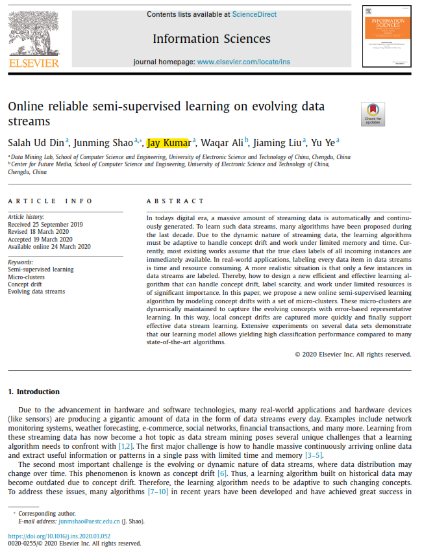 Contents lists available at ScienceDirect
Information Sciences
journal homepage: www.elsevier.com/locate/ins
ELSEVIER
INFORMATION
SCIENCES
Online reliable semi-supervised learning on evolving data
streams
Check for
updates
Salah Ud Din a, Junming Shao a,*, Jay Kumar a, Waqar Ali b, Jiaming Liu a, Yu Ye a
a Data Mining Lab, School of Computer Science and Engineering, University of Electronic Science and Technology of China, Chengdu, China
b Center for Future Media, School of Computer Science and Engineering, University of Electronic Science and Technology of China,
Chengdu, China
ARTICLE INFO
Article history:
Received 25 September 2019
Revised 18 March 2020
Accepted 19 March 2020
Available online 24 March 2020
Keywords:
Semi-supervised learning
Micro-clusters
Concept drift
Evolving data streams
ABSTRACT
In todays digital era, a massive amount of streaming data is automatically and continu-
ously generated. To learn such data streams, many algorithms have been proposed during
the last decade. Due to the dynamic nature of streaming data, the learning algorithms
must be adaptive to handle concept drift and work under limited memory and time. Cur-
rently, most existing works assume that the true class labels of all incoming instances are
immediately available. In real-world applications, labeling every data item in data streams
is time and resource consuming. A more realistic situation is that only a few instances in
data streams are labeled. Thereby, how to design a new efficient and effective learning al-
gorithm that can handle concept drift, label scarcity, and work under limited resources is
of significant importance. In this paper, we propose a new online semi-supervised learning
algorithm by modeling concept drifts with a set of micro-clusters. These micro-clusters are
dynamically maintained to capture the evolving concepts with error-based representative
learning. In this way, local concept drifts are captured more quickly and finally support
effective data stream learning. Extensive experiments on several data sets demonstrate
that our learning model allows yielding high classification performance compared to many
state-of-the-art algorithms.
© 2020 Elsevier Inc. All rights reserved.
1. Introduction
Due to the advancement in hardware and software technologies, many real-world applications and hardware devices
(like sensors) are producing a gigantic amount of data in the form of data streams every day. Examples include network
monitoring systems, weather forecasting, e-commerce, social networks, financial transactions, and many more. Learning from
these streaming data has now become a hot topic as data stream mining poses several unique challenges that a learning
algorithm needs to confront with [1,2]. The first major challenge is how to handle massive continuously arriving online data
and extract useful information or patterns in a single pass with limited time and memory [3–5].
The second most important challenge is the evolving or dynamic nature of data streams, where data distribution may
change over time. This phenomenon is known as concept drift [6]. Thus, a learning algorithm built on historical data may
become outdated due to concept drift. Therefore, the learning algorithm needs to be adaptive to such changing concepts.
To address these issues, many algorithms [7–10] in recent years have been developed and have achieved great success in
* Corresponding author.
E-mail address: junmshao@uestc.edu.cn (J. Shao).
https://doi.org/10.1016/j.ins.2020.03.052
0020-0255/© 2020 Elsevier Inc. All rights reserved.